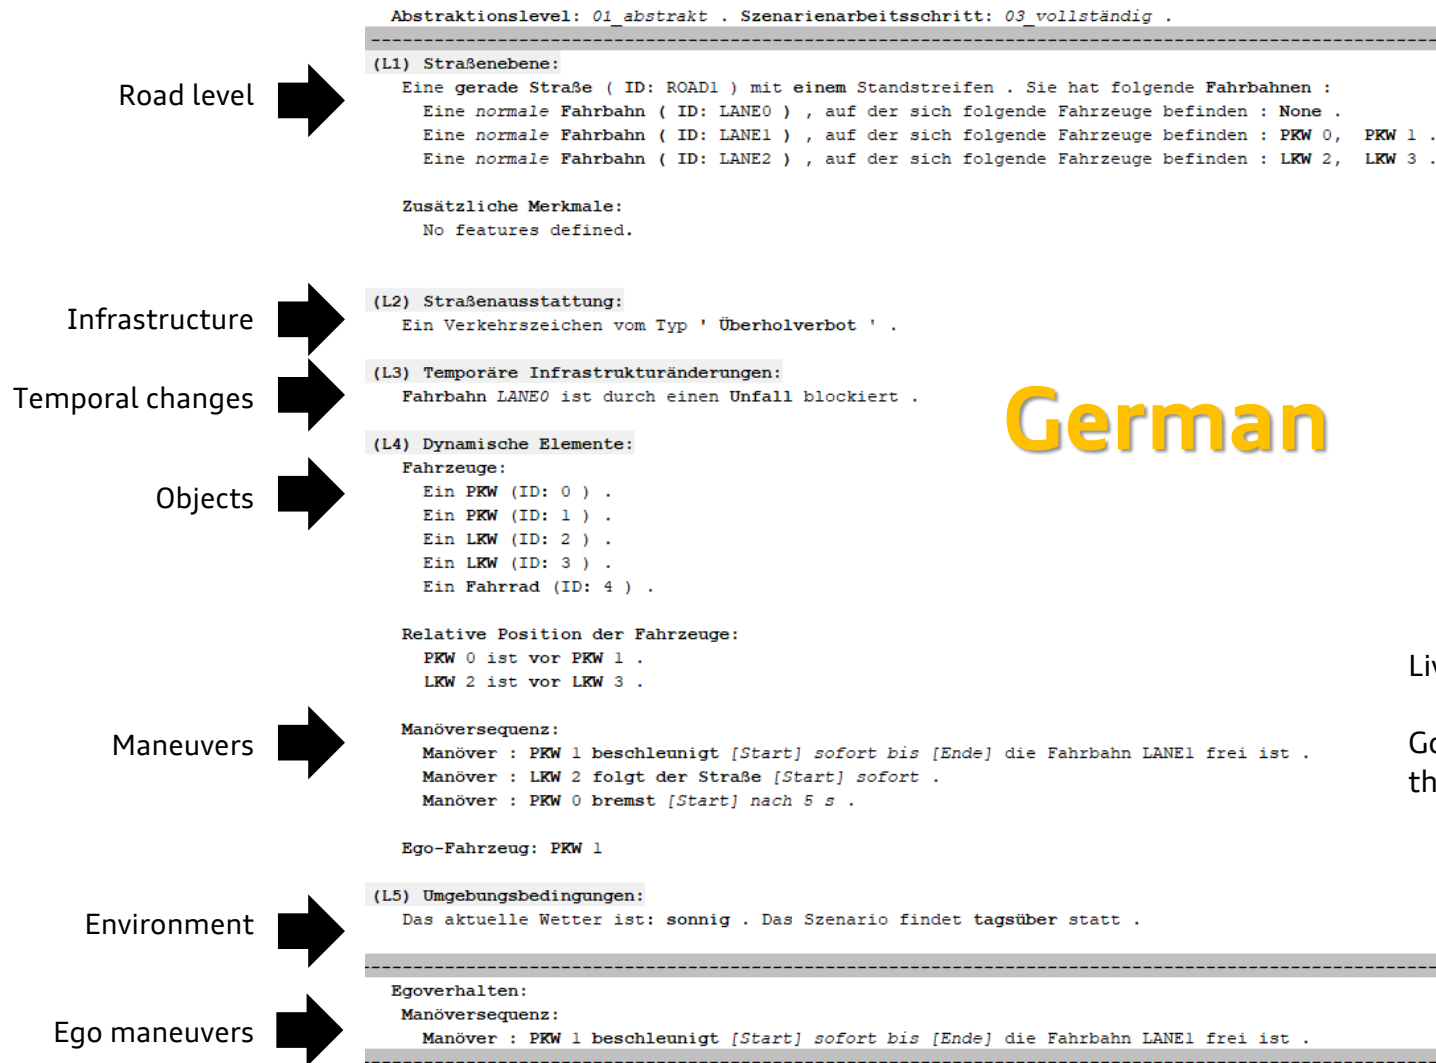 Abstraktionslevel: 01_abstrakt . Szenarienarbeitsschritt: 03_vollständig .
Road level
(L1) Straßenebene:
Eine gerade Straße ( ID: ROAD1 ) mit einem Standstreifen . Sie hat folgende Fahrbahnen :
Eine normale Fahrbahn ( ID: LANE0 ) , auf der sich folgende Fahrzeuge befinden : None .
Eine normale Fahrbahn ( ID: LANE1 ) , auf der sich folgende Fahrzeuge befinden : PKW 0, PKW 1 .
Eine normale Fahrbahn ( ID: LANE2 ) , auf der sich folgende Fahrzeuge befinden : LKW 2, LKW 3 .
Zusätzliche Merkmale:
No features defined.
Infrastructure
(L2) Straßenausstattung:
Ein Verkehrszeichen vom Typ ' Überholverbot ' .
Temporal changes
(L3) Temporäre Infrastrukturänderungen:
Fahrbahn LANE0 ist durch einen Unfall blockiert .
German
Objects
(L4) Dynamische Elemente:
Fahrzeuge:
Ein PKW (ID: 0 ) .
Ein PKW (ID: 1 ) .
Ein LKW (ID: 2 ) .
Ein LKW (ID: 3 ) .
Ein Fahrrad (ID: 4 ) .
Relative Position der Fahrzeuge:
PKW 0 ist vor PKW 1 .
LKW 2 ist vor LKW 3 .
Maneuvers
Manöversequenz:
Manöver : PKW 1 beschleunigt [Start] sofort bis [Ende] die Fahrbahn LANE1 frei ist .
Manöver : LKW 2 folgt der Straße [Start] sofort .
Manöver : PKW 0 bremst [Start] nach 5 s .
Ego-Fahrzeug: PKW 1
Environment
(L5) Umgebungsbedingungen:
Das aktuelle Wetter ist: sonnig . Das Szenario findet tagsüber statt .
Ego maneuvers
Egoverhalten:
Manöversequenz:
Manöver : PKW 1 beschleunigt [Start] sofort bis [Ende] die Fahrbahn LANE1 frei ist .